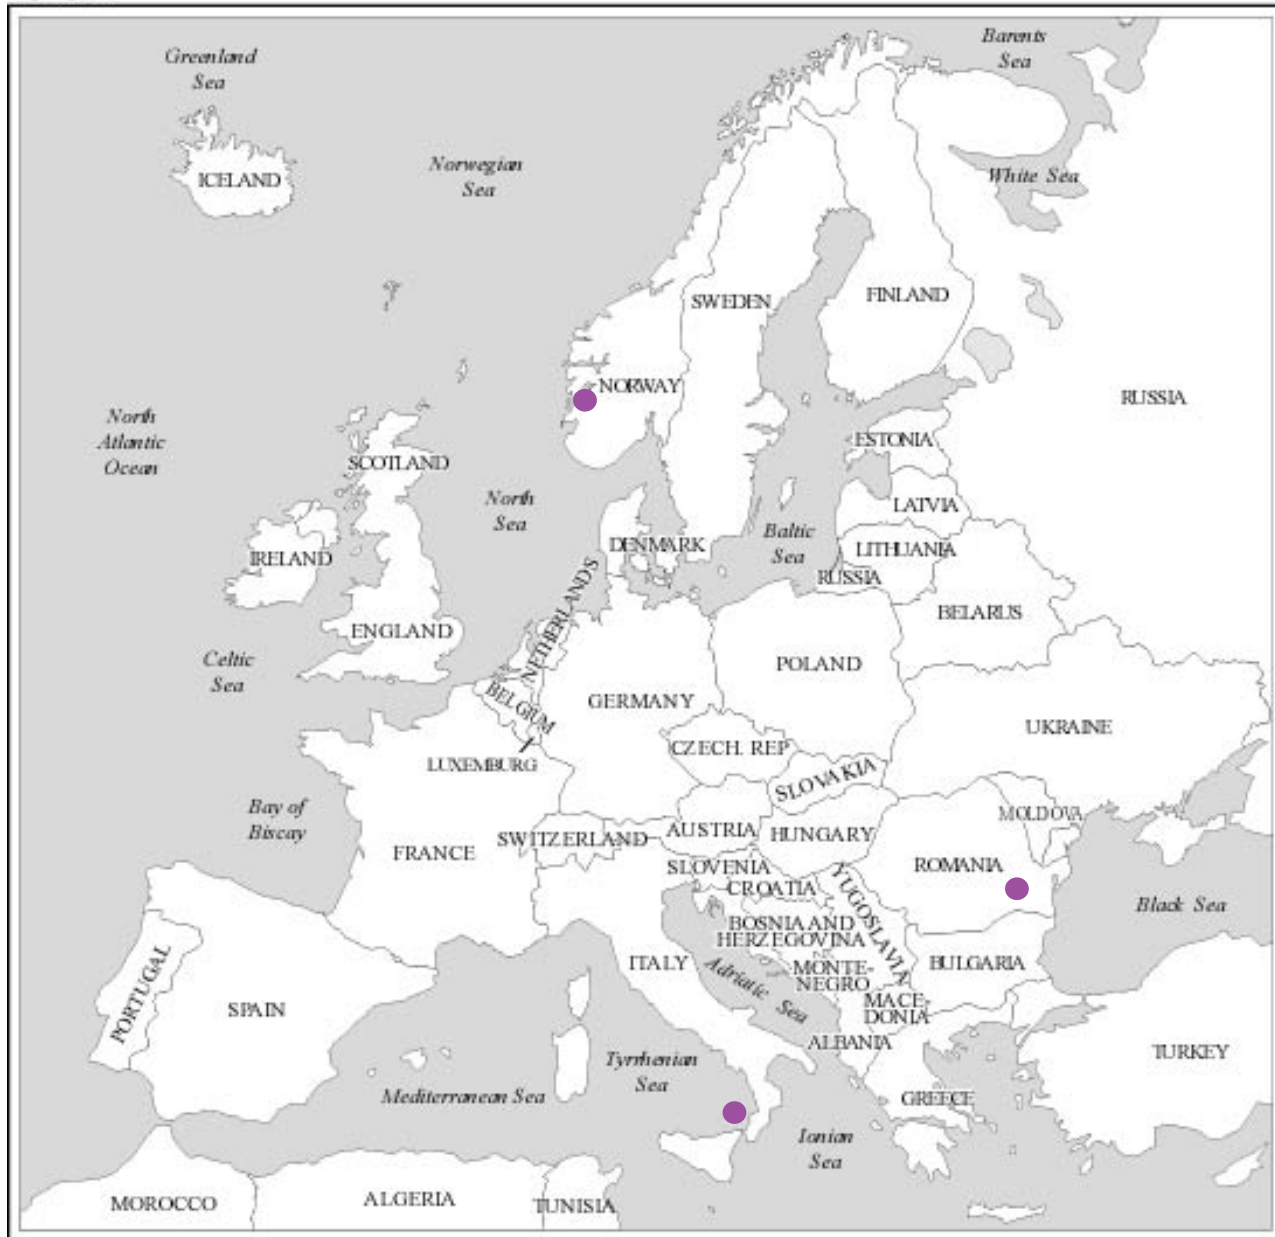 Greenland
Sea
Barents
Sea
ICELAND
Norwegian
Sea
White Sea
SWEDEN
FINLAND
NORWAY
RUSSIA
North
Atlantic
Ocean
SCOTLAND
ESTONIA
North
Sea
LATVIA
Baltic
Sea
IRELAND
DENMARK
LITHUANIA
RUSSIA
NETHERLANDS
BELARUS
ENGLAND
Celtic
Sea
POLAND
BELGIUM
GERMANY
UKRAINE
CZECH. REP
LUXEMBURG
SLOVAKIA
Bay of
Biscay
MOLDOVA
SWITZERLAND
AUSTRIA
HUNGARY
FRANCE
SLOVENIA
ROMANIA
CROATIA
YUGOSLAVIA
Black Sea
BOSNIA AND
HERZEGOVINA
PORTUGAL
ITALY
Adriatic Sea
MONTE-
NEGRO
BULGARIA
SPAIN
MACE-
DONIA
ALBANIA
TURKEY
Tyrrhenian
Sea
Mediterranean Sea
GREECE
Ionian
Sea
MOROCCO
ALGERIA
TUNISIA